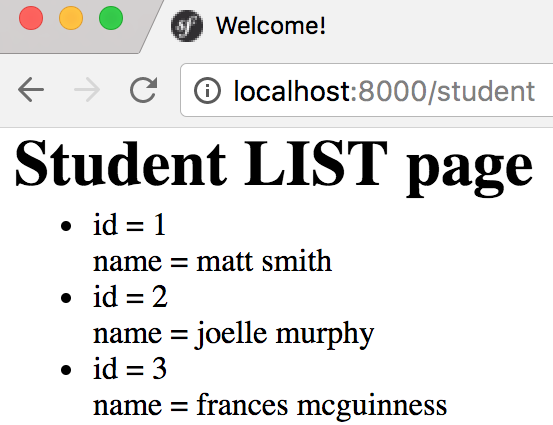 sf Welcome!
localhost:8000/student
Student LIST page
id = 1
name = matt smith
id = 2
name = joelle murphy
id = 3
name = frances mcguinness